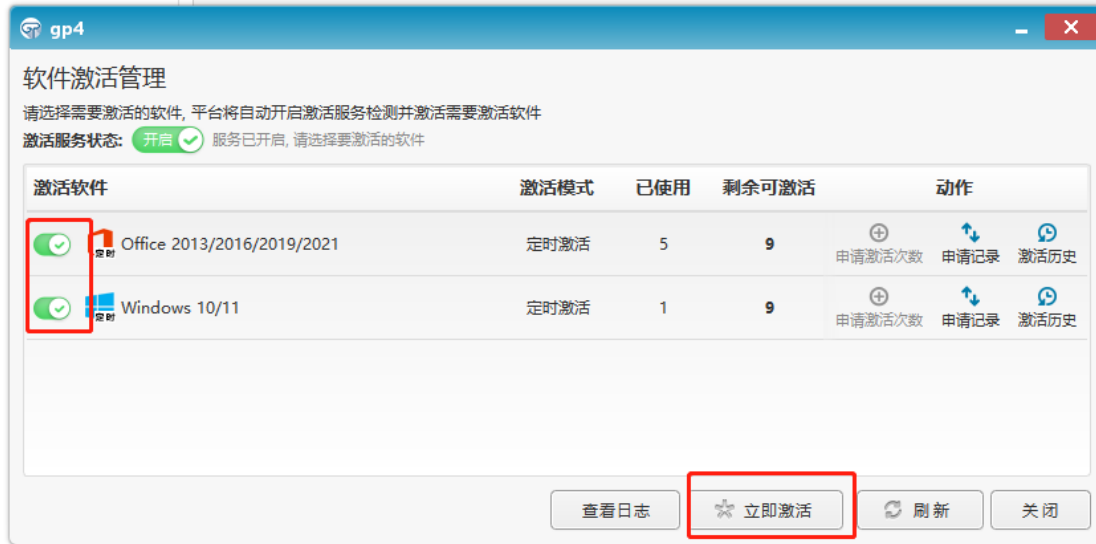 gp4
软件激活管理
请选择需要激活的软件, 平台将自动开启激活服务检测并激活需要激活软件
激活服务状态: 开启 服务已开启, 请选择要激活的软件
激活软件 激活模式 已使用 剩余可激活 动作
定时 Office 2013/2016/2019/2021 定时激活 5 9 申请激活次数 申请记录 激活历史
定时 Windows 10/11 定时激活 1 9 申请激活次数 申请记录 激活历史
查看日志 立即激活 刷新 关闭